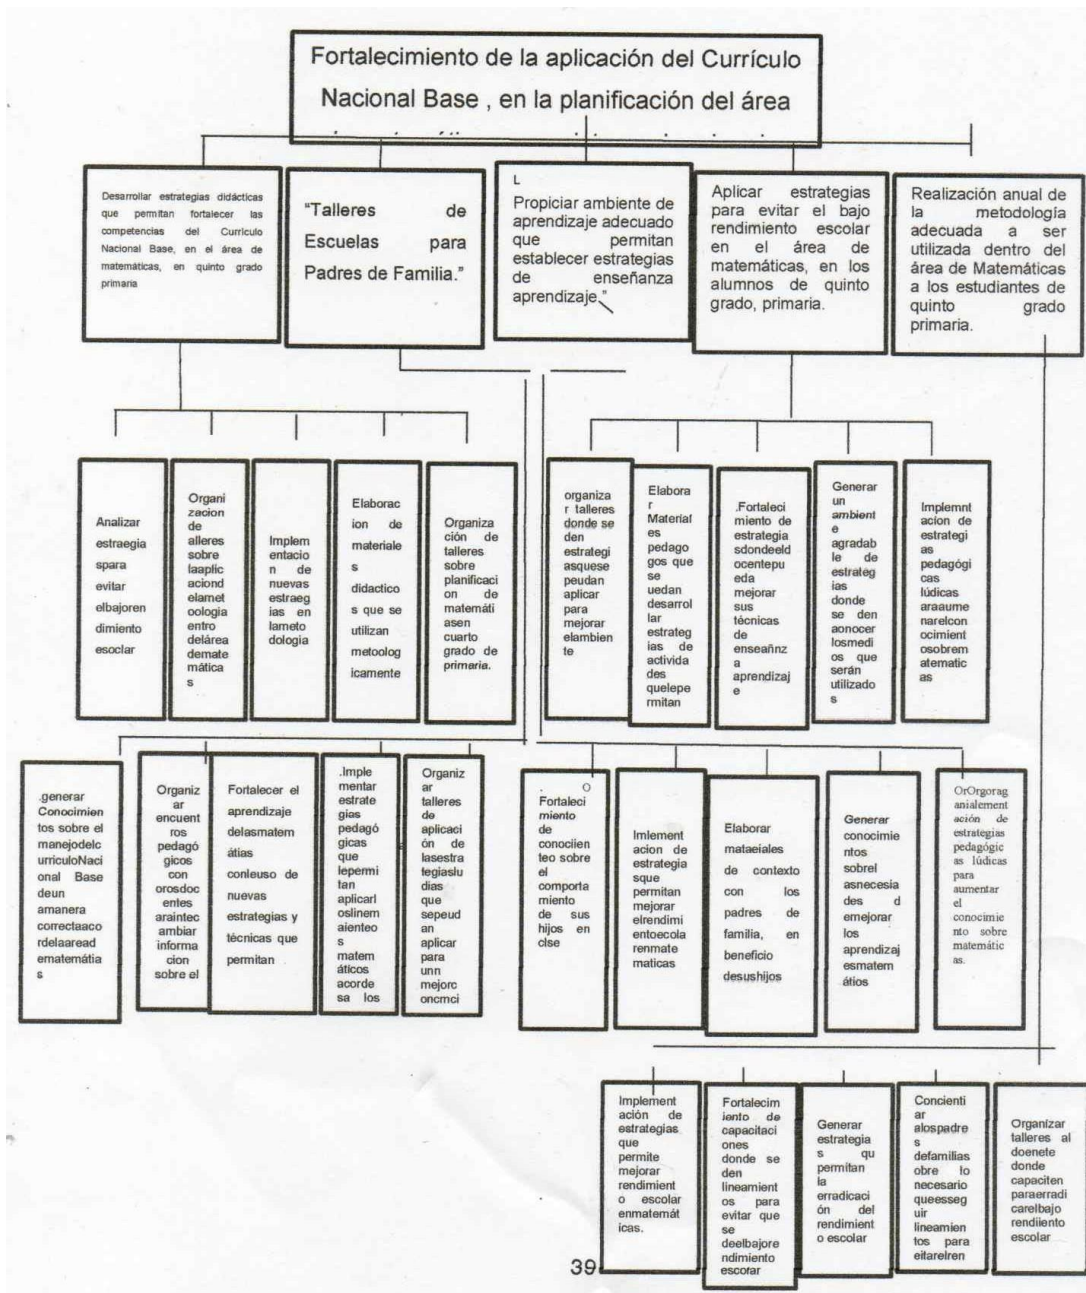 Fortalecimiento de la aplicación del Currículo
Nacional Base , en la planificación del área
Desarrollar estrategias didácticas
que permitan fortalecer las
competencias del Curriculo
Nacional Base, en el área de
matemáticas, en quinto grado
primaria
“Talleres de
Escuelas para
Padres de Familia.”
L
Propiciar ambiente de
aprendizaje adecuado
que permitan
establecer estrategias
de enseñanza
aprendizaje.”
Aplicar estrategias
para evitar el bajo
rendimiento escolar
en el área de
matemáticas, en los
alumnos de quinto
grado, primaria.
Realización anual de
la metodología
adecuada a ser
utilizada dentro del
área de Matemáticas
a los estudiantes de
quinto grado
primaria.
Analizar
estraegia
spara
evitar
elbajoren
dimiento
esoclar
Organi
zacion
de
alleres
sobre
laaplic
aciond
elamet
oologia
entro
delárea
demate
mática
s
Implem
entacio
n de
nuevas
estraeg
ias en
lameto
dologia
Elaborac
ion de
materiale
s
didactico
s que se
utilizan
metoolog
icamente
Organiza
ción de
talleres
sobre
planificaci
on de
matemáti
asen
cuarto
grado de
primaria.
organiza
r talleres
donde se
den
estrategi
asquese
peudan
aplicar
para
mejorar
elambien
te
Elabora
r
Material
es
pedago
gos que
se
uedan
desarrol
lar
estrateg
ias de
activida
des
quelepe
rmitan
.Fortaleci
miento de
estrategia
sdondeeld
ocentepu
eda
mejorar
sus
técnicas
de
enseañnz
a
aprendizaj
e
Generar
un
ambient
e
agradab
le de
estrateg
ias
donde
se den
aonocer
losmedi
os que
serán
utilizado
s
Implemnt
acion de
estrategi
as
pedagógi
cas
lúdicas
araaume
narelcon
ocimient
osobrem
atematic
as
.generar
Conocimien
tos sobre el
manejodelc
urriculoNaci
onal Base
deun
amanera
correctaaco
rdelaaread
ematemátia
s
Organiz
ar
encuent
ros
pedagó
gicos
con
orosdoc
entes
araintec
ambiar
informa
cion
sobre el
Fortalecer el
aprendizaje
delasmatem
átias
conleuso de
nuevas
estrategias y
técnicas que
permitan
.Imple
mentar
estrate
gias
pedagó
gicas
que
lepermi
tan
aplicarl
oslinem
aienteo
s
matem
áticos
acorde
sa los
Organiz
ar
talleres
de
aplicaci
ón de
lasestra
tegiaslu
dias
que
sepeud
an
aplicar
para
unn
mejorc
oncmci
. O
Fortaleci
miento
de
conociien
teo sobre
el
comporta
miento
de sus
hijos en
clse
Imlement
acion de
estrategia
sque
permitan
mejorar
elrendimi
entoecola
renmate
maticas
Elaborar
mataeiales
de contexto
con los
padres de
familia, en
beneficio
desushijos
Generar
conocimie
ntos
sobrel
asnecesia
des d
emejorar
los
aprendizaj
esmatem
átios
OrOrgorag
anialement
ación de
estrategias
pedagógic
as lúdicas
para
aumentar
el
conocimie
nto sobre
matemátic
as.
Implement
ación de
estrategias
que
permite
mejorar
rendimient
o escolar
enmatemát
icas.
Fortalecim
iento de
capacitaci
ones
donde se
den
lineamient
os para
evitar que
se
deelbajore
ndimiento
escorar
Generar
estrategia
s qu
permitan
la
erradicaci
ón del
rendimient
o escolar
Concienti
ar
alospadre
s
defamilias
obre lo
necesario
queesseg
uir
lineamien
tos para
eitarelren
Organizar
talleres al
doenete
donde
capaciten
paraerradi
carelbajo
rendiiento
escolar
39